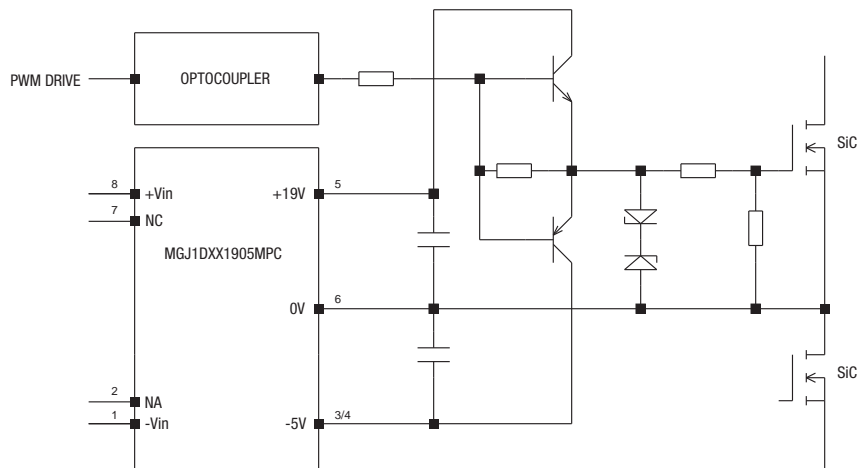 PWM DRIVE
OPTOCOUPLER
SiC
8 +Vin
+19V 5
7 NC
MGJ1DXX1905MPC
0V 6
SiC
2 NA
1 -Vin
-5V 3/4